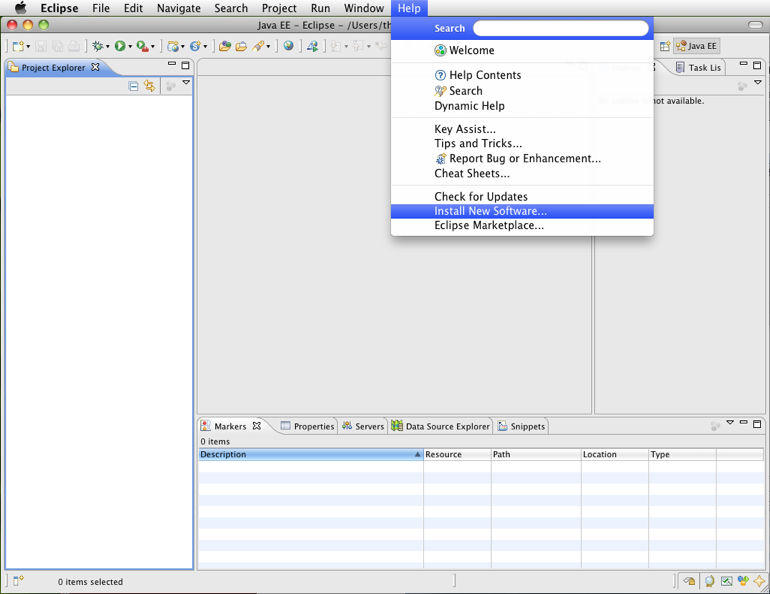 Eclipse File Edit Navigate Search Project Run Window Help
Java EE – Eclipse – /Users/th
Search
Java EE
Welcome
Project Explorer
Task Lis
Help Contents
Search
Dynamic Help
not available.
Key Assist...
Tips and Tricks...
Report Bug or Enhancement...
Cheat Sheets...
Check for Updates
Install New Software...
Eclipse Marketplace...
Markers Properties Servers Data Source Explorer Snippets
0 items
Description Resource Path Location Type
0 items selected